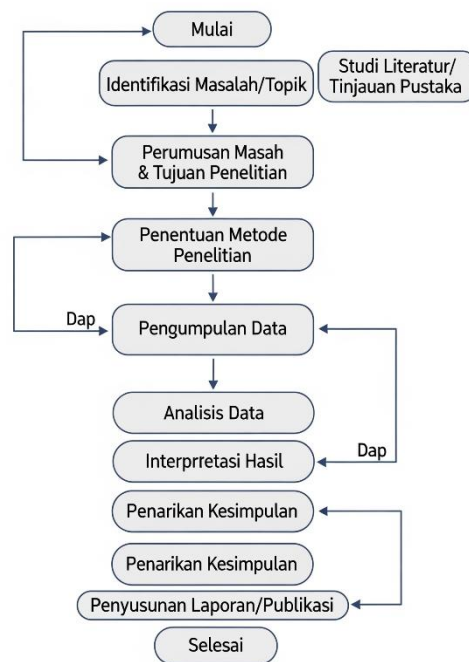 Mulai
Identifikasi Masalah/Topik
Studi Literatur/
Tinjauan Pustaka
Perumusan Masah
& Tujuan Penelitian
Penentuan Metode
Penelitian
Dap
Pengumpulan Data
Analisis Data
Interprretasi Hasil
Dap
Penarikan Kesimpulan
Penarikan Kesimpulan
Penyusunan Laporan/Publikasi
Selesai